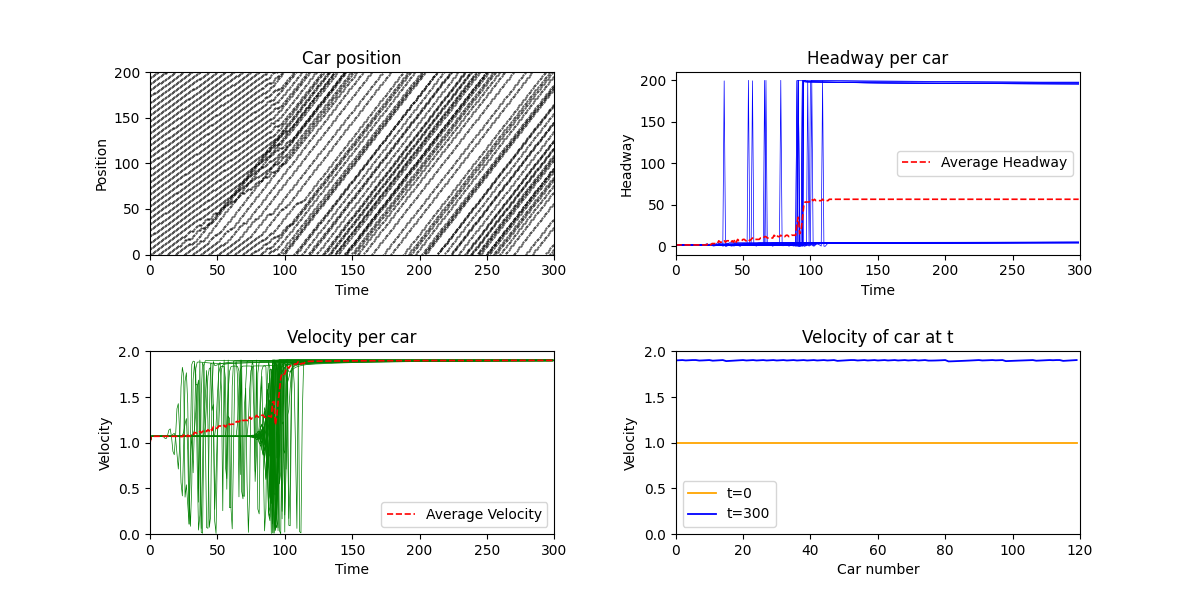 Car position
Position
200
150
100
50
0
0 50 100 150 200 250 300
Time
Headway per car
Headway
200
150
100
50
0
Average Headway
0 50 100 150 200 250 300
Time
Velocity per car
Velocity
2.0
1.5
1.0
0.5
0.0
Average Velocity
0 50 100 150 200 250 300
Time
Velocity of car at t
Velocity
2.0
1.5
1.0
0.5
0.0
t=0
t=300
0 20 40 60 80 100 120
Car number